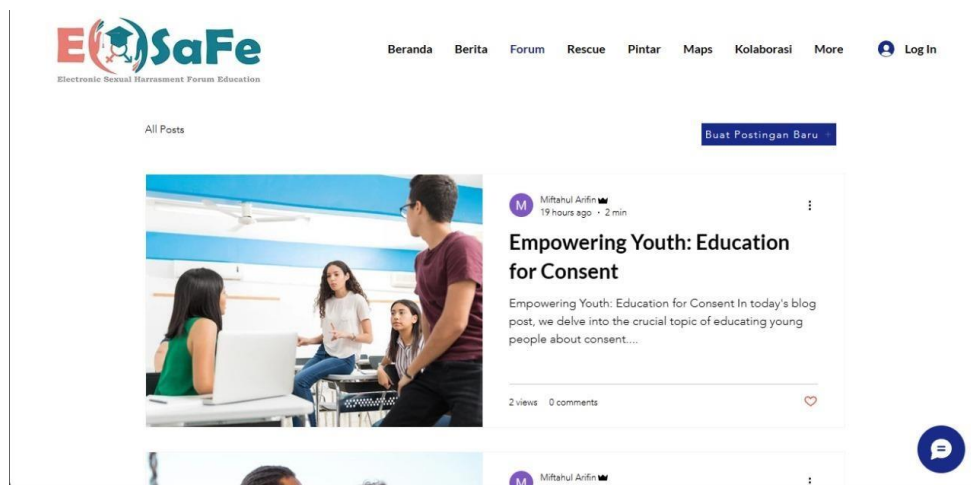 E SaFe
Electronic Sexual Harrasment Forum Education
Beranda Berita Forum Rescue Pintar Maps Kolaborasi More Log In
All Posts
Buat Postingan Baru
M
Miftahul Arifin
19 hours ago · 2 min
Empowering Youth: Education
for Consent
Empowering Youth: Education for Consent In today's blog
post, we delve into the crucial topic of educating young
people about consent....
2 views 0 comments
M
Miftahul Arifin